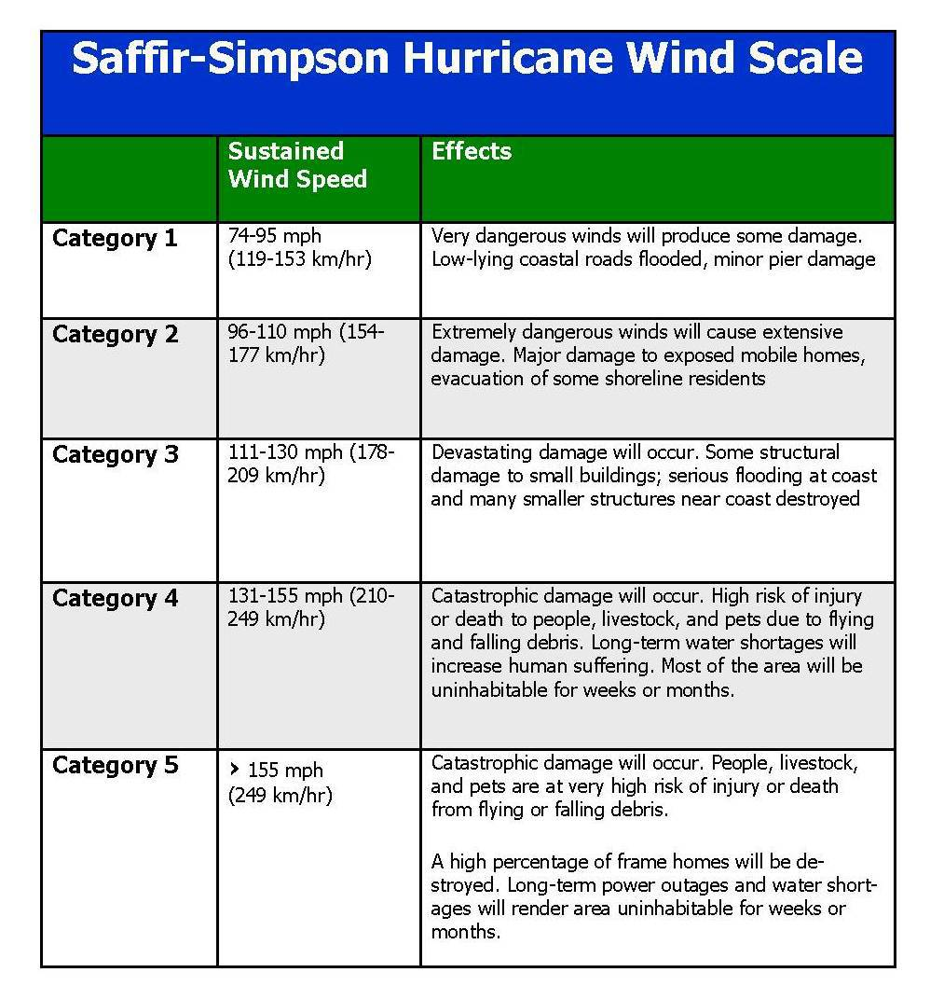 Saffir-Simpson Hurricane Wind Scale
Sustained
Wind Speed
Effects
Category 1
74-95 mph
(119-153 km/hr)
Very dangerous winds will produce some damage.
Low-lying coastal roads flooded, minor pier damage
Category 2
96-110 mph (154-
177 km/hr)
Extremely dangerous winds will cause extensive
damage. Major damage to exposed mobile homes,
evacuation of some shoreline residents
Category 3
111-130 mph (178-
209 km/hr)
Devastating damage will occur. Some structural
damage to small buildings; serious flooding at coast
and many smaller structures near coast destroyed
Category 4
131-155 mph (210-
249 km/hr)
Catastrophic damage will occur. High risk of injury
or death to people, livestock, and pets due to flying
and falling debris. Long-term water shortages will
increase human suffering. Most of the area will be
uninhabitable for weeks or months.
Category 5
> 155 mph
(249 km/hr)
Catastrophic damage will occur. People, livestock,
and pets are at very high risk of injury or death
from flying or falling debris.
A high percentage of frame homes will be de-
stroyed. Long-term power outages and water short-
ages will render area uninhabitable for weeks or
months.